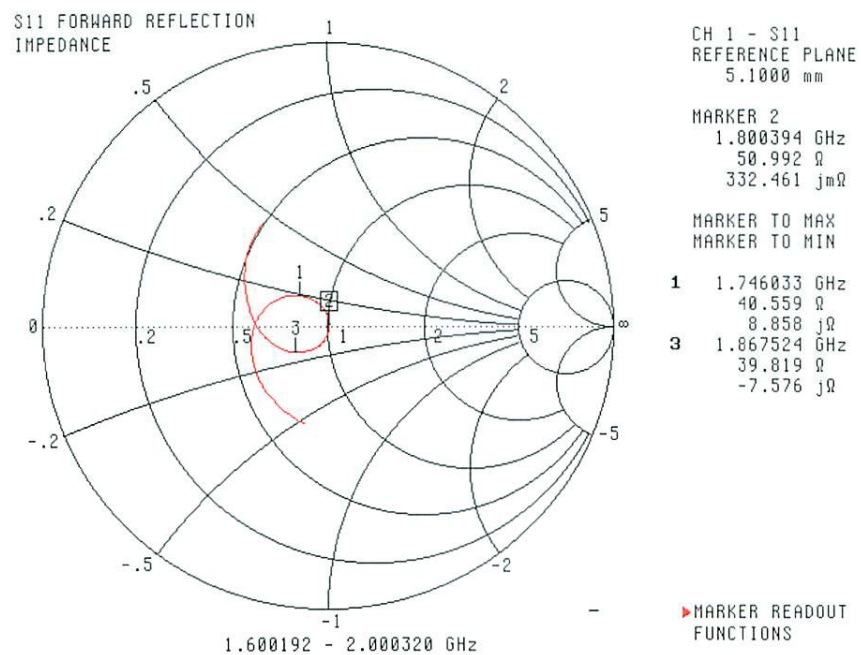 S11 FORWARD REFLECTION
IMPEDANCE
CH 1 - S11
REFERENCE PLANE
5.1000 mm
MARKER 2
1.800394 GHz
50.992 Ω
332.461 jmΩ
MARKER TO MAX
MARKER TO MIN
1 1.746033 GHz
40.559 Ω
8.858 jΩ
3 1.867524 GHz
39.819 Ω
-7.576 jΩ
1
.5
2
.2
5
1
2
0
.2
.5
3
1
2
5
∞
-.2
-5
-.5
-2
-1
1.600192 - 2.000320 GHz
-
MARKER READOUT
FUNCTIONS